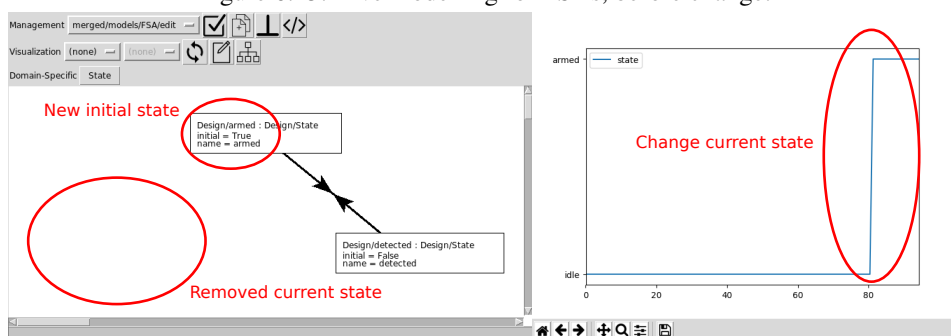 Management merged/models/FSA/edit
</>
Visualization (none) (none)
Domain-Specific State
New initial state
Design/armed : Design/State
initial = True
name = armed
Design/detected : Design/State
initial = False
name = detected
Removed current state
armed
state
Change current state
idle
0 20 40 60 80